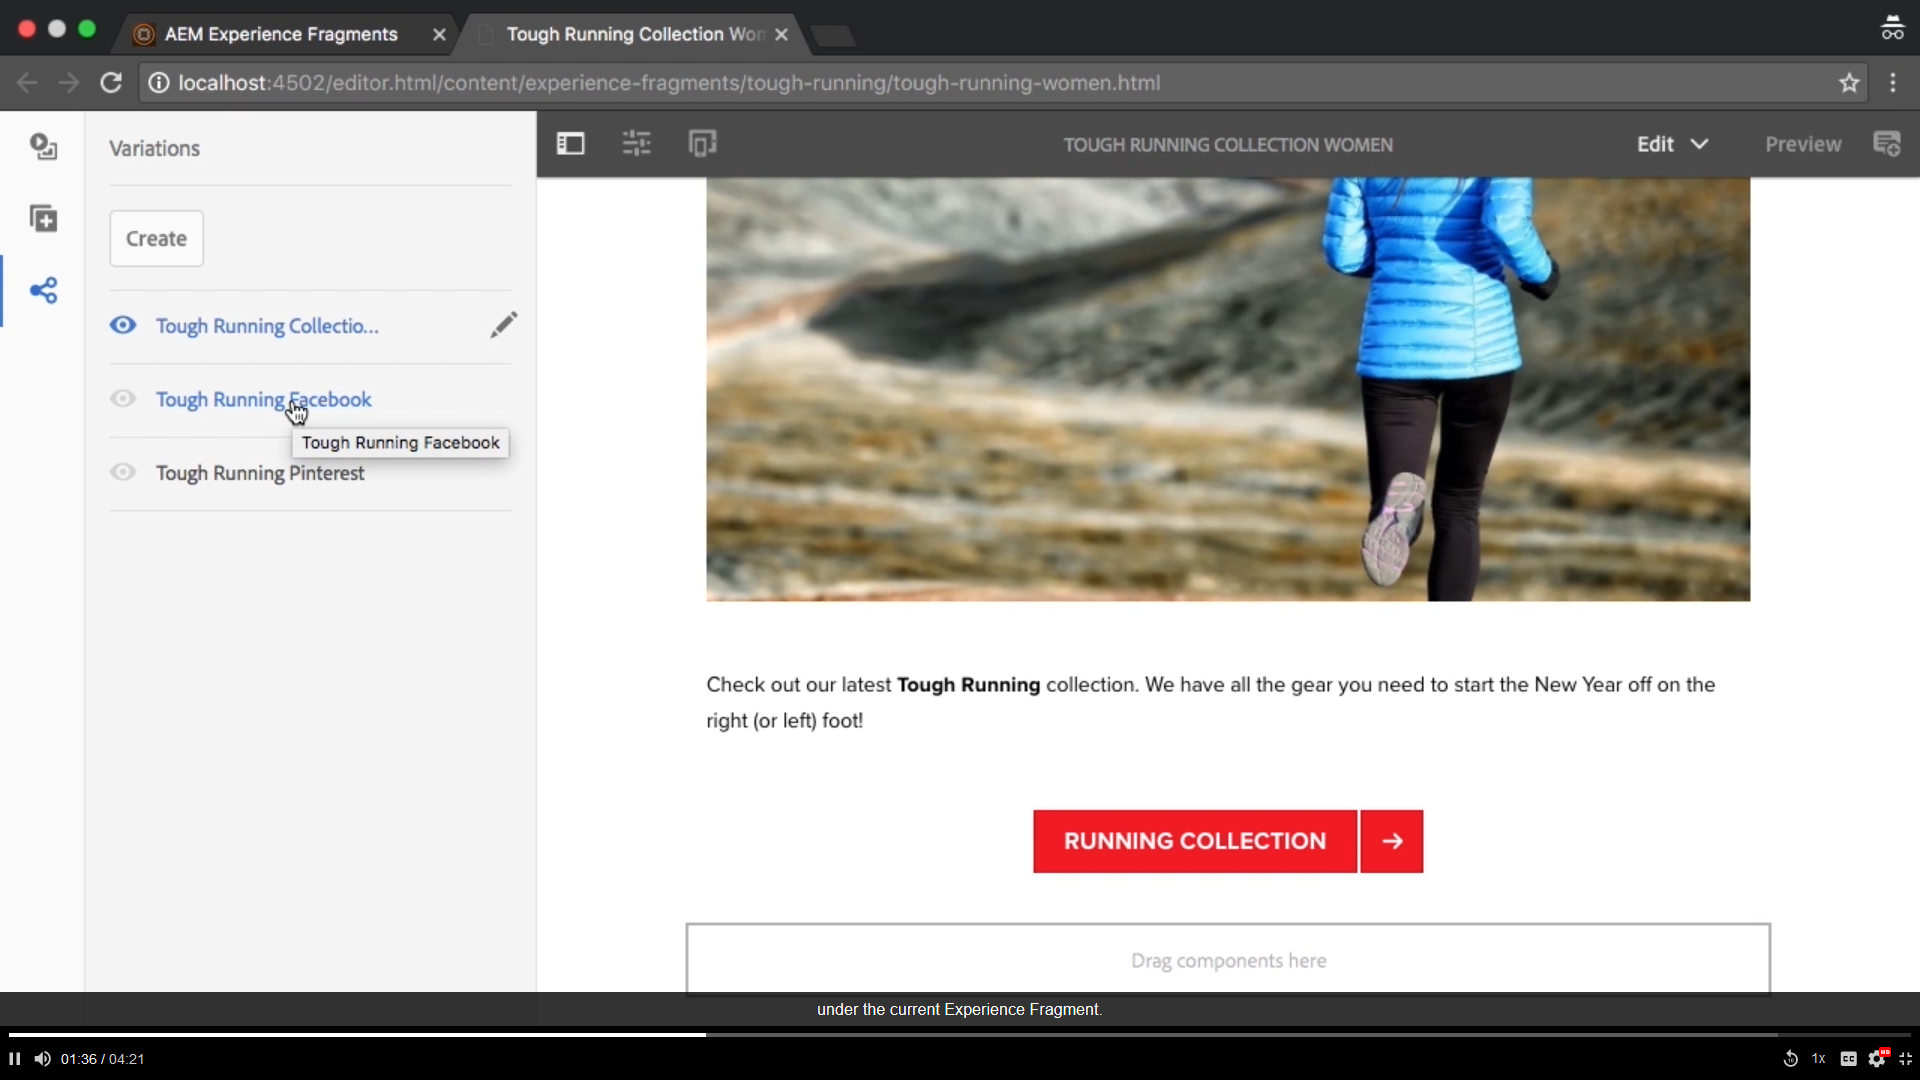 AEM Experience Fragments
Tough Running Collection Wom
localhost:4502/editor.html/content/experience-fragments/tough-running/tough-running-women.html
Variations
TOUGH RUNNING COLLECTION WOMEN
Edit
Preview
Create
Tough Running Collectio...
Tough Running Facebook
Tough Running Facebook
Tough Running Pinterest
Check out our latest Tough Running collection. We have all the gear you need to start the New Year off on the
right (or left) foot!
RUNNING COLLECTION
Drag components here
under the current Experience Fragment.
01:36 / 04:21
1x
CC
HD